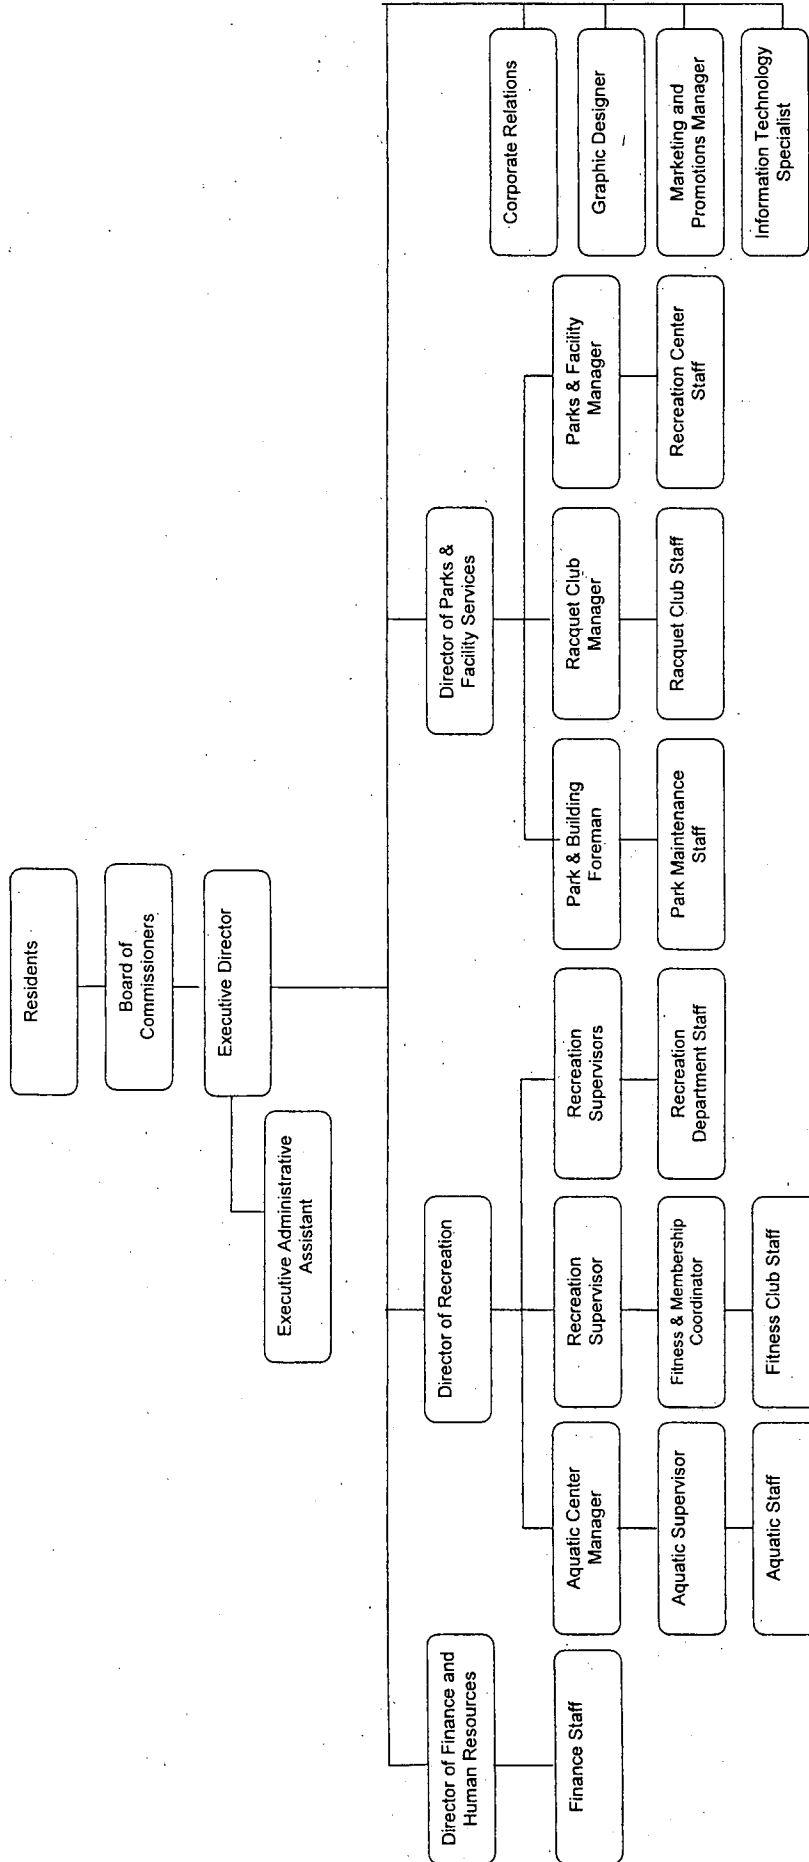 Residents
Board of
Commissioners
Executive Director
Executive Administrative
Assistant
Director of Finance and
Human Resources
Finance Staff
Director of Recreation
Aquatic Center
Manager
Aquatic Supervisor
Aquatic Staff
Recreation
Supervisor
Fitness & Membership
Coordinator
Fitness Club Staff
Recreation
Supervisors
Recreation
Department Staff
Director of Parks &
Facility Services
Park & Building
Foreman
Park Maintenance
Staff
Racquet Club
Manager
Racquet Club Staff
Parks & Facility
Manager
Recreation Center
Staff
Corporate Relations
Graphic Designer
Marketing and
Promotions Manager
Information Technology
Specialist